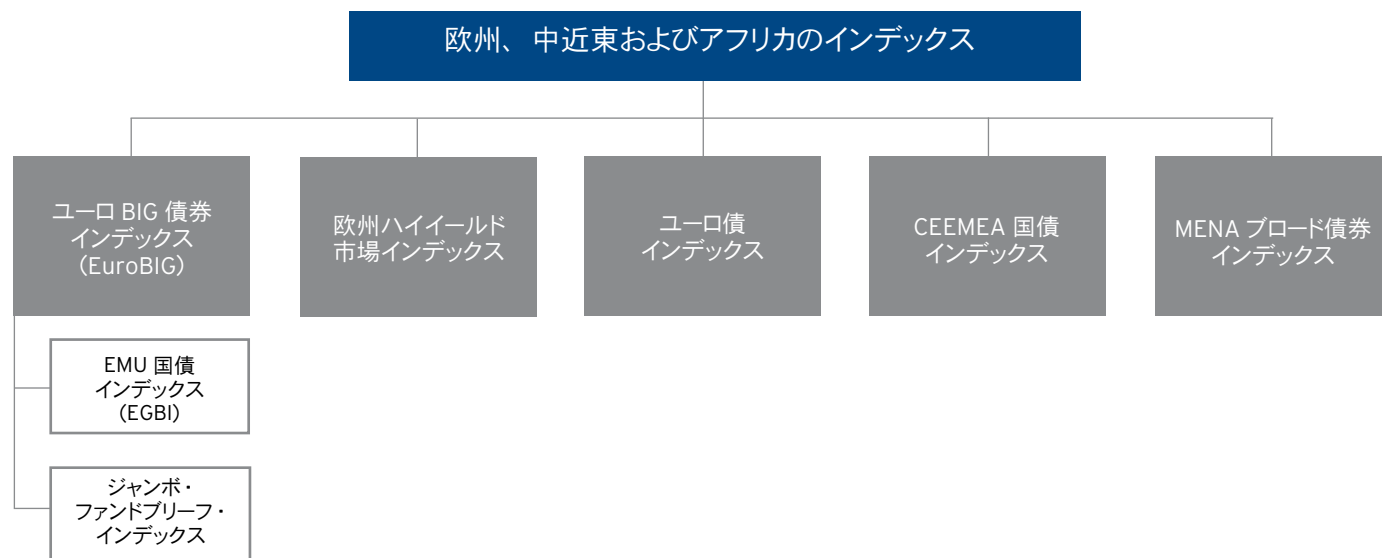 欧州、 中近東およびアフリカのインデックス
ユーロ BIG 債券
インデックス
(EuroBIG)
欧州ハイイールド
市場インデックス
ユーロ債
インデックス
CEEMEA 国債
インデックス
MENA ブロード債券
インデックス
EMU 国債
インデックス
(EGBI)
ジャンボ・
ファンドブリーフ・
インデックス